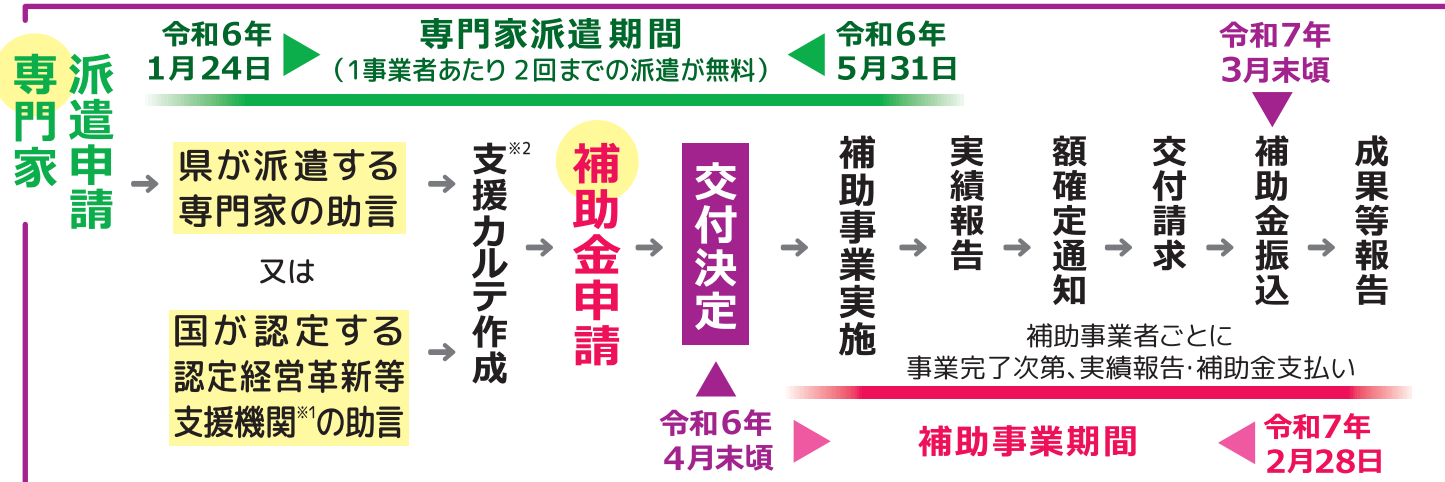 専門家
派遣申請
令和6年
1月24日
専門家派遣期間
（1事業者あたり2回までの派遣が無料）
令和6年
5月31日
県が派遣する
専門家の助言
又は
国が認定する
認定経営革新等
支援機関※1の助言
支援カルテ作成※2
補助金申請
交付決定
令和6年
4月末頃
補助事業実施
実績報告
額確定通知
交付請求
令和7年
3月末頃
補助金振込
成果等報告
補助事業者ごとに
事業完了次第、実績報告・補助金支払い
補助事業期間
令和7年
2月28日